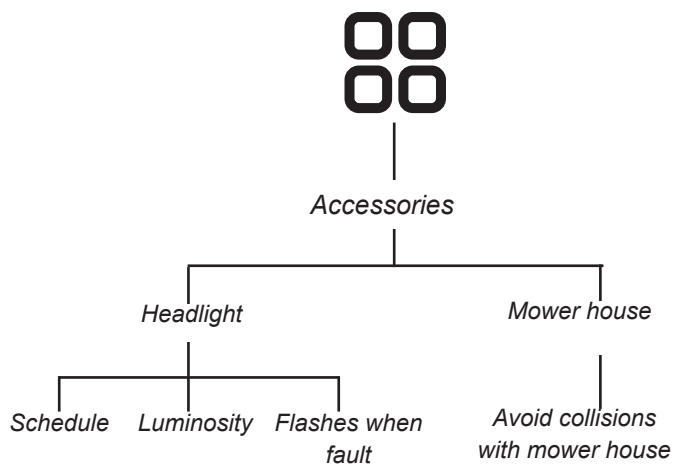 Accessories
Headlight
Mower house
Schedule
Luminosity
Flashes when
fault
Avoid collisions
with mower house